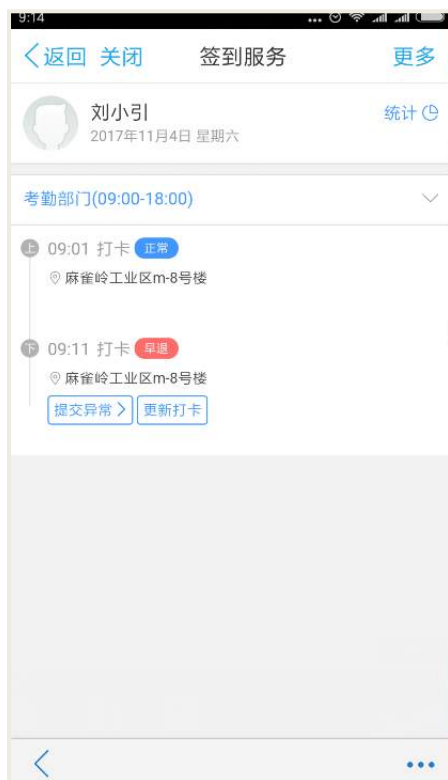 9:14
返回 关闭 签到服务 更多
刘小引
统计
2017年11月4日 星期六
考勤部门(09:00-18:00)
上 09:01 打卡 正常
麻雀岭工业区m-8号楼
下 09:11 打卡 早退
麻雀岭工业区m-8号楼
提交异常 更新打卡